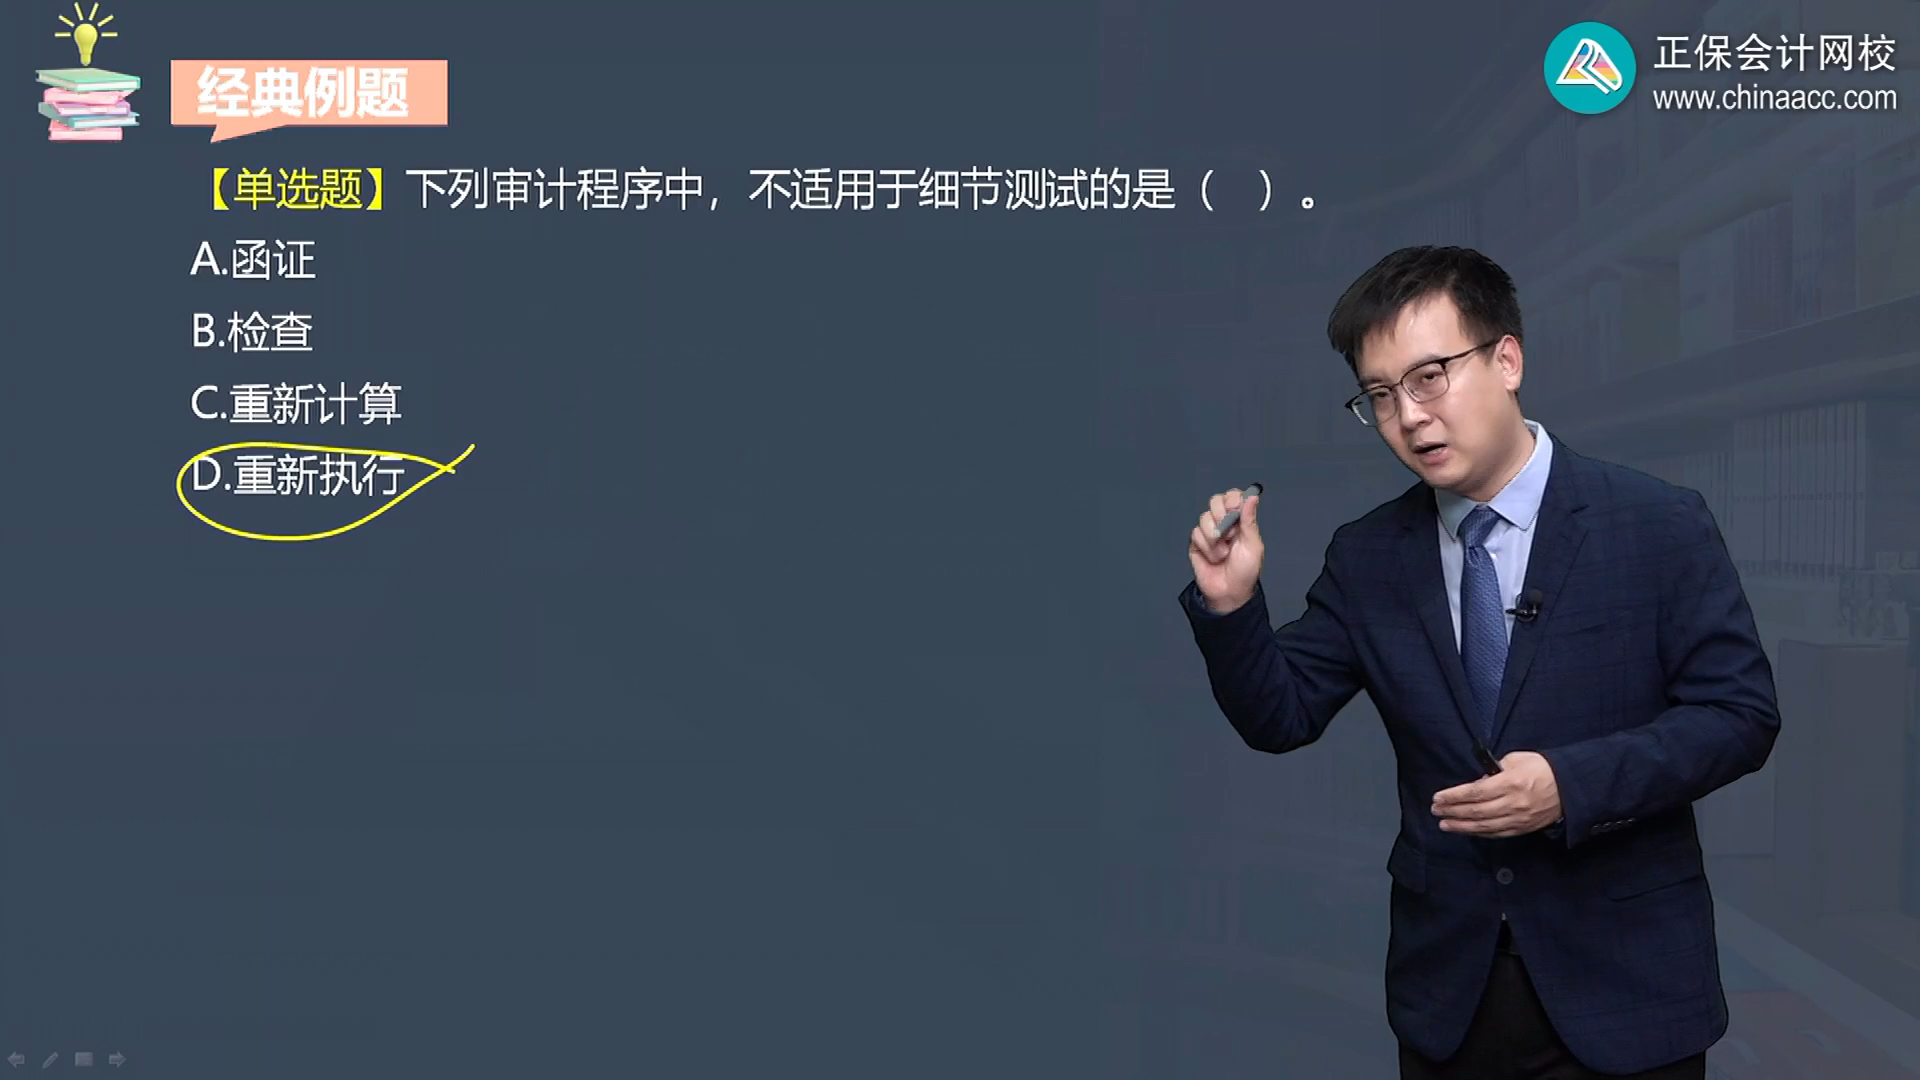 经典例题
正保会计网校
www.chinaacc.com
【单选题】下列审计程序中，不适用于细节测试的是（ ）。
A.函证
B.检查
C.重新计算
D.重新执行